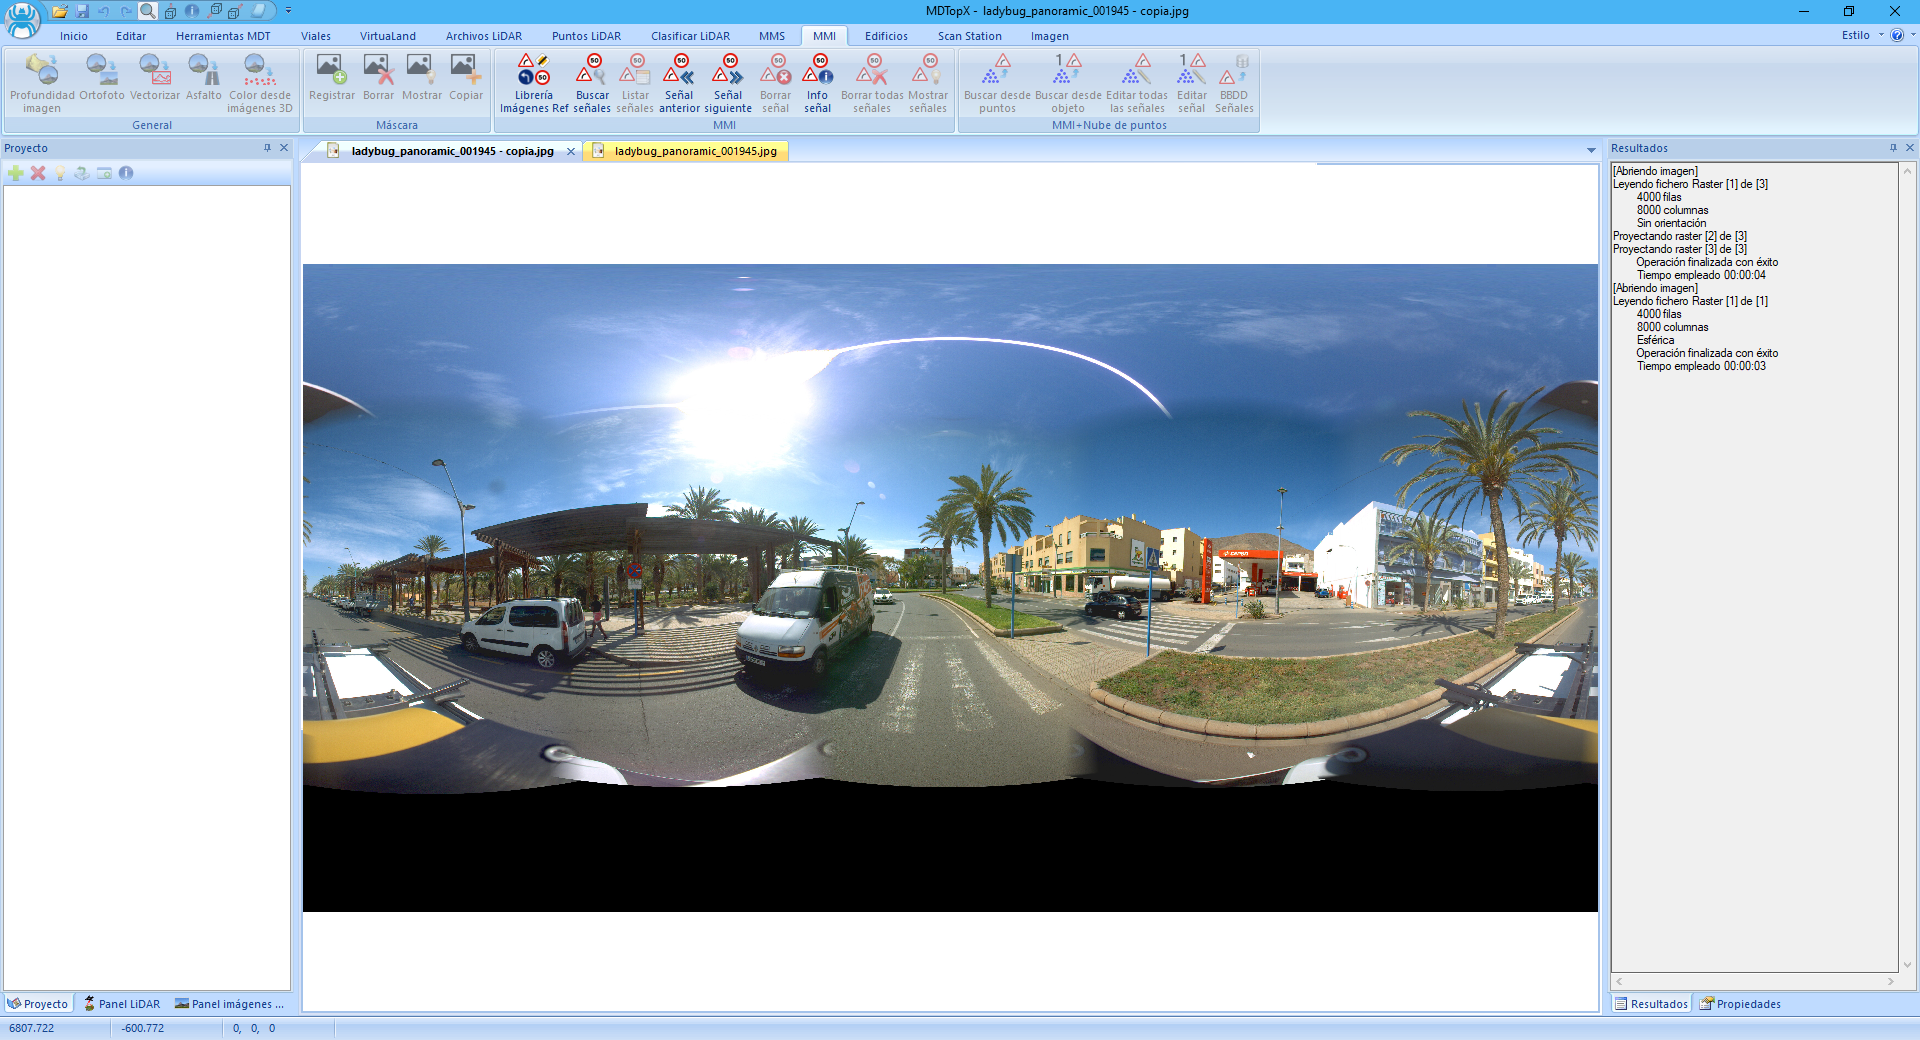 MDTopX - ladybug_panoramic_001945 - copia.jpg
Inicio Editar Herramientas MDT Viales VirtuaLand Archivos LiDAR Puntos LiDAR Clasificar LiDAR MMS MMI Edificios Scan Station Imagen Estilo
Profundidad imagen
Ortofoto
Vectorizar
Asfalto
Color desde imágenes 3D
General
Registrar
Borrar
Mostrar
Copiar
Máscara
Librería Imágenes Ref
Buscar señales
Listar señales
Señal anterior
Señal siguiente
Borrar señal
Info señal
Borrar todas señales
Mostrar señales
MMI
Buscar desde puntos
Buscar desde objeto
Editar todas las señales
Editar señal
BBDD Señales
MMI+Nube de puntos
Proyecto
ladybug_panoramic_001945 - copia.jpg
ladybug_panoramic_001945.jpg
Resultados
[Abriendo imagen]
Leyendo fichero Raster [1] de [3]
4000 filas
8000 columnas
Sin orientación
Proyectando raster [2] de [3]
Proyectando raster [3] de [3]
Operación finalizada con éxito
Tiempo empleado 00:00:04
[Abriendo imagen]
Leyendo fichero Raster [1] de [1]
4000 filas
8000 columnas
Esférica
Operación finalizada con éxito
Tiempo empleado 00:00:03
Proyecto Panel LiDAR Panel imágenes ...
Resultados Propiedades
6807.722 -600.772 0, 0, 0